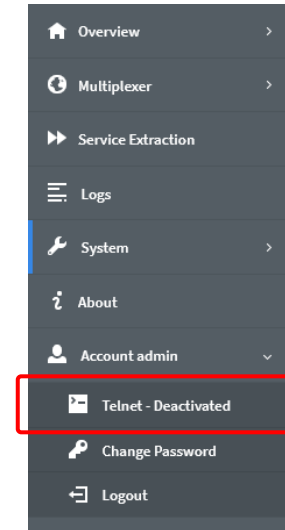 Overview
Multiplexer
Service Extraction
Logs
System
About
Account admin
Telnet - Deactivated
Change Password
Logout